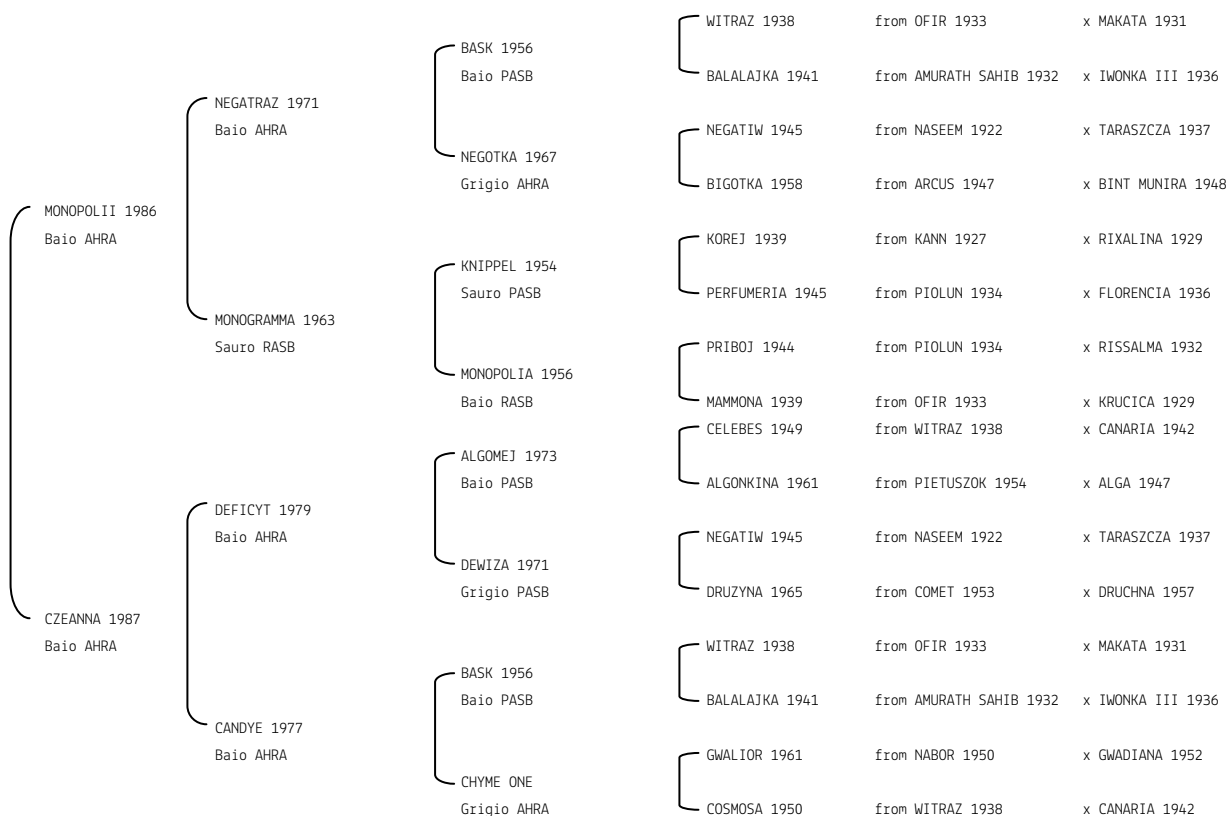 WITRAZ 1938 from OFIR 1933 x MAKATA 1931
BASK 1956
Baio PASB
BALALAJKA 1941 from AMURATH SAHIB 1932 x IWONKA III 1936
NEGATRAZ 1971
Baio AHRA
NEGATIW 1945 from NASEEM 1922 x TARASZCZA 1937
NEGOTKA 1967
Grigio AHRA
BIGOTKA 1958 from ARCUS 1947 x BINT MUNIRA 1948
MONOPOLII 1986
Baio AHRA
KOREJ 1939 from KANN 1927 x RIXALINA 1929
KNIPPEL 1954
Sauro PASB
PERFUMERIA 1945 from PIOLUN 1934 x FLORENCIA 1936
MONOGRAMMA 1963
Sauro RASB
PRIBOJ 1944 from PIOLUN 1934 x RISSALMA 1932
MONOPOLIA 1956
Baio RASB
MAMMONA 1939 from OFIR 1933 x KRUCICA 1929
CELEBES 1949 from WITRAZ 1938 x CANARIA 1942
ALGOMEJ 1973
Baio PASB
ALGONKINA 1961 from PIETUSZOK 1954 x ALGA 1947
DEFICYT 1979
Baio AHRA
NEGATIW 1945 from NASEEM 1922 x TARASZCZA 1937
DEWIZA 1971
Grigio PASB
DRUZYNA 1965 from COMET 1953 x DRUCHNA 1957
CZEANNA 1987
Baio AHRA
WITRAZ 1938 from OFIR 1933 x MAKATA 1931
BASK 1956
Baio PASB
BALALAJKA 1941 from AMURATH SAHIB 1932 x IWONKA III 1936
CANDYE 1977
Baio AHRA
GWALIOR 1961 from NABOR 1950 x GWADIANA 1952
CHYME ONE
Grigio AHRA
COSMOSA 1950 from WITRAZ 1938 x CANARIA 1942